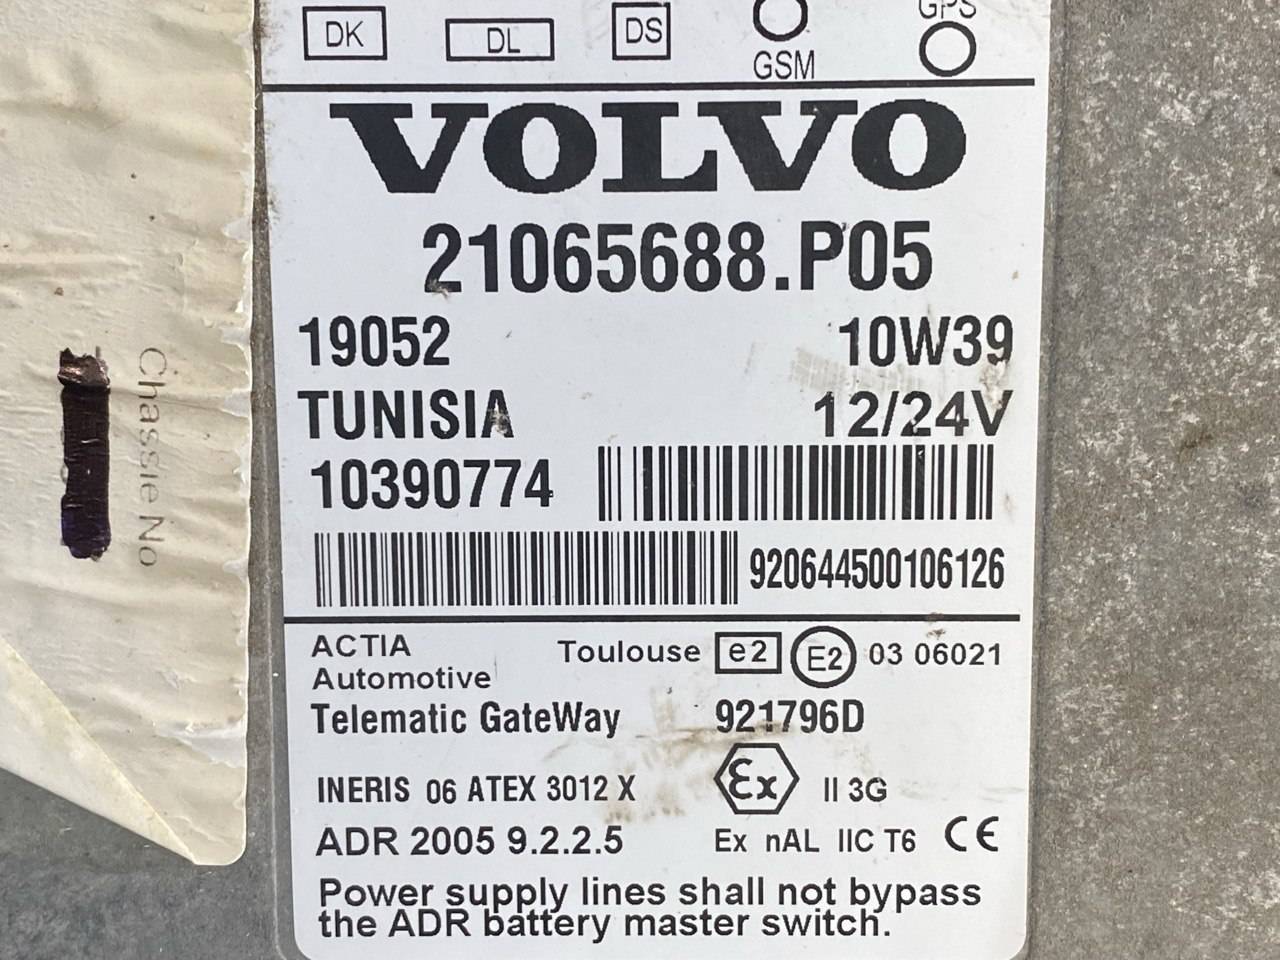 DK DL DS GSM GPS
VOLVO
21065688.P05
19052 10W39
TUNISIA 12/24V
10390774
920644500106126
ACTIA Toulouse e2 E2 03 06021
Automotive
Telematic GateWay 921796D
INERIS 06 ATEX 3012 X Ex II 3G
ADR 2005 9.2.2.5 Ex nAL IIC T6 CE
Power supply lines shall not bypass
the ADR battery master switch.
Chassie No